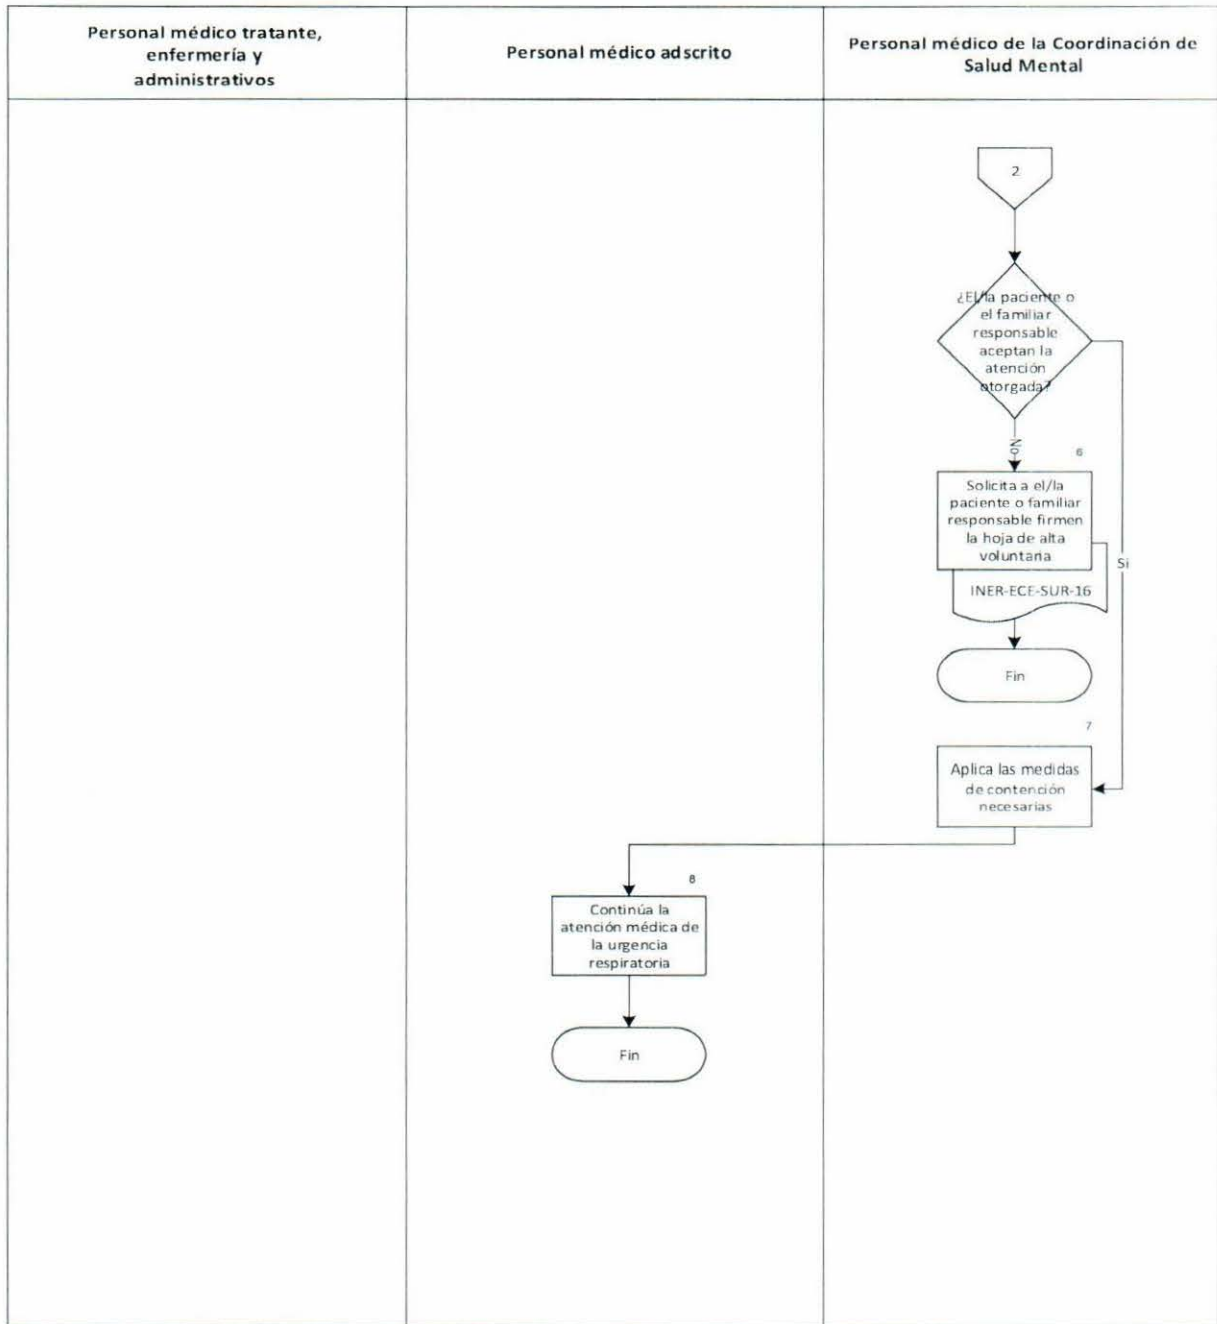 Personal médico tratante,
enfermería y
administrativos
Personal médico adscrito
Personal médico de la Coordinación de
Salud Mental
2
¿El/la paciente o
el familiar
responsable
aceptan la
atención
otorgada?
No
6
Solicita a el/la
paciente o familiar
responsable firmen
la hoja de alta
voluntaria
Si
INER-ECE-SUR-16
Fin
7
Aplica las medidas
de contención
necesarias
8
Continúa la
atención médica de
la urgencia
respiratoria
Fin